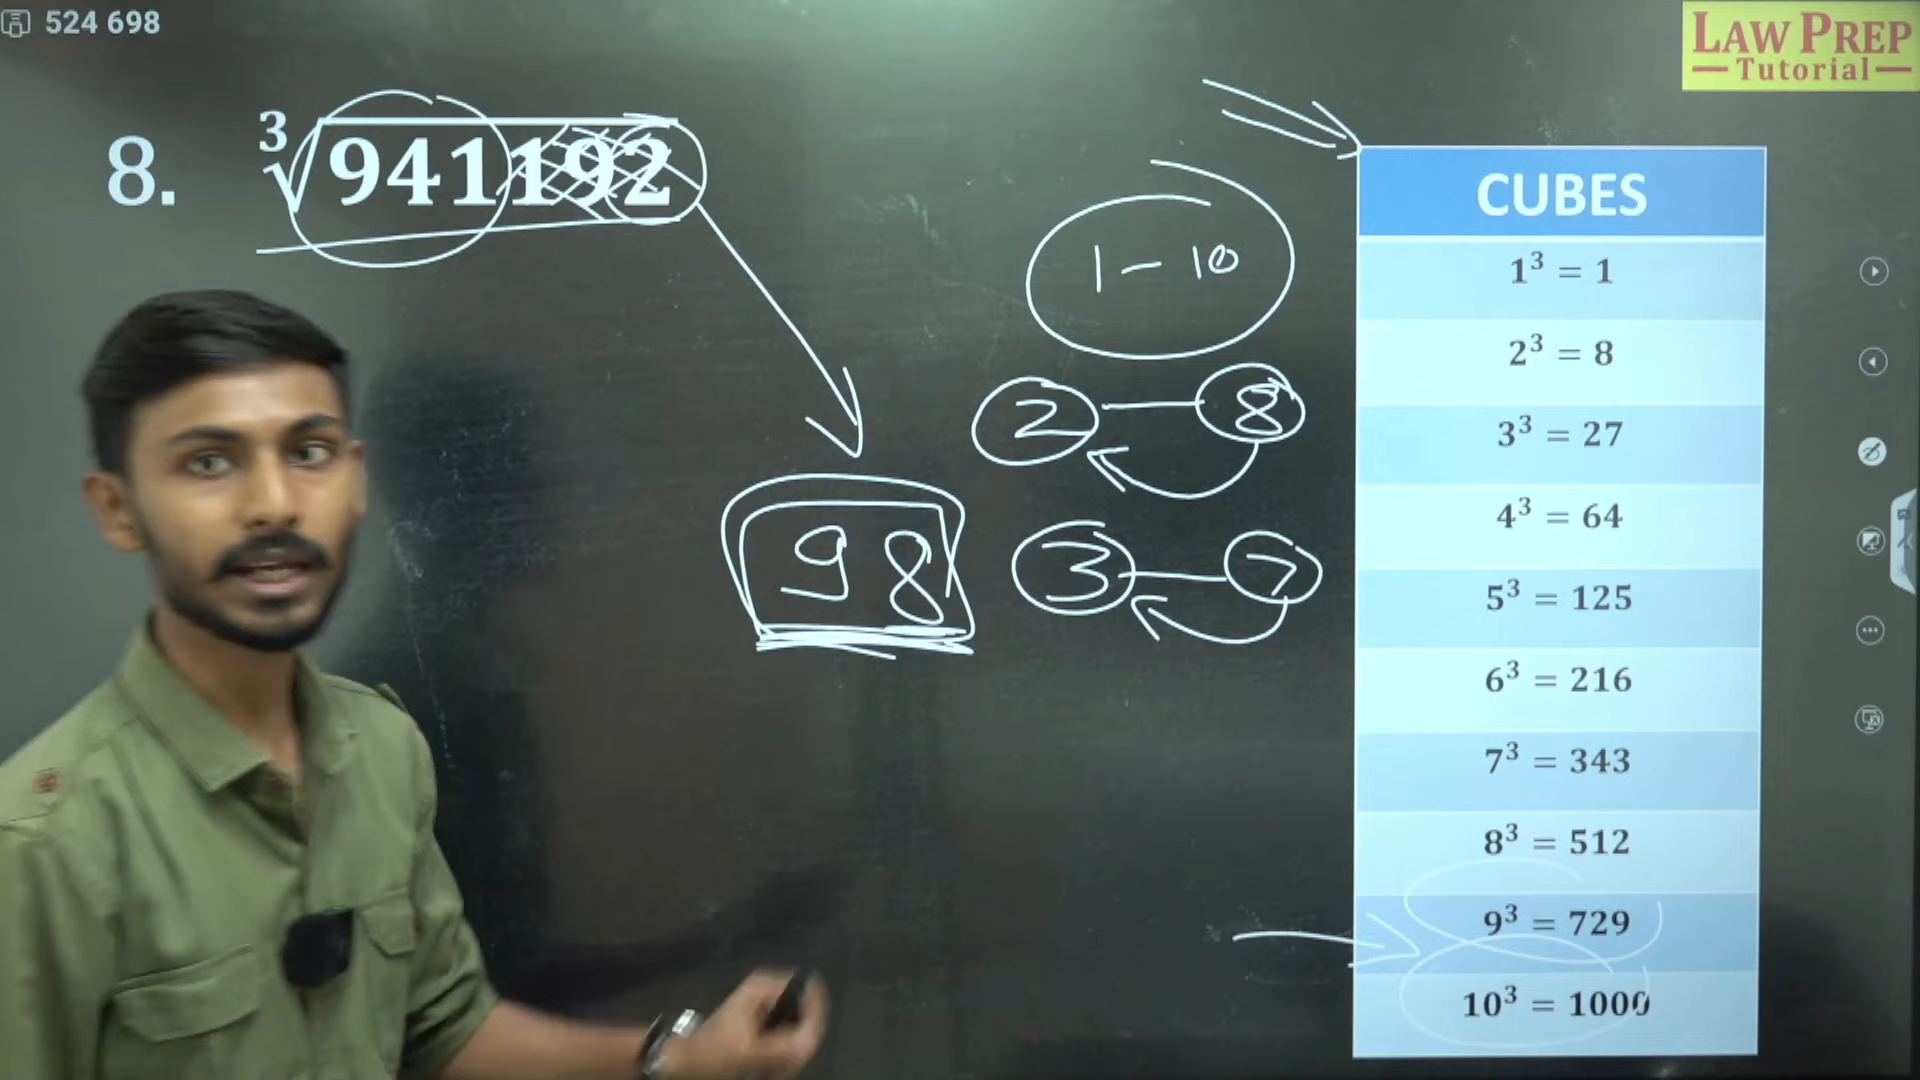 524 698
LAW PREP
Tutorial
8. ∛941192
1 - 10
2 - 8
3 - 7
98
CUBES
1³ = 1
2³ = 8
3³ = 27
4³ = 64
5³ = 125
6³ = 216
7³ = 343
8³ = 512
9³ = 729
10³ = 1000